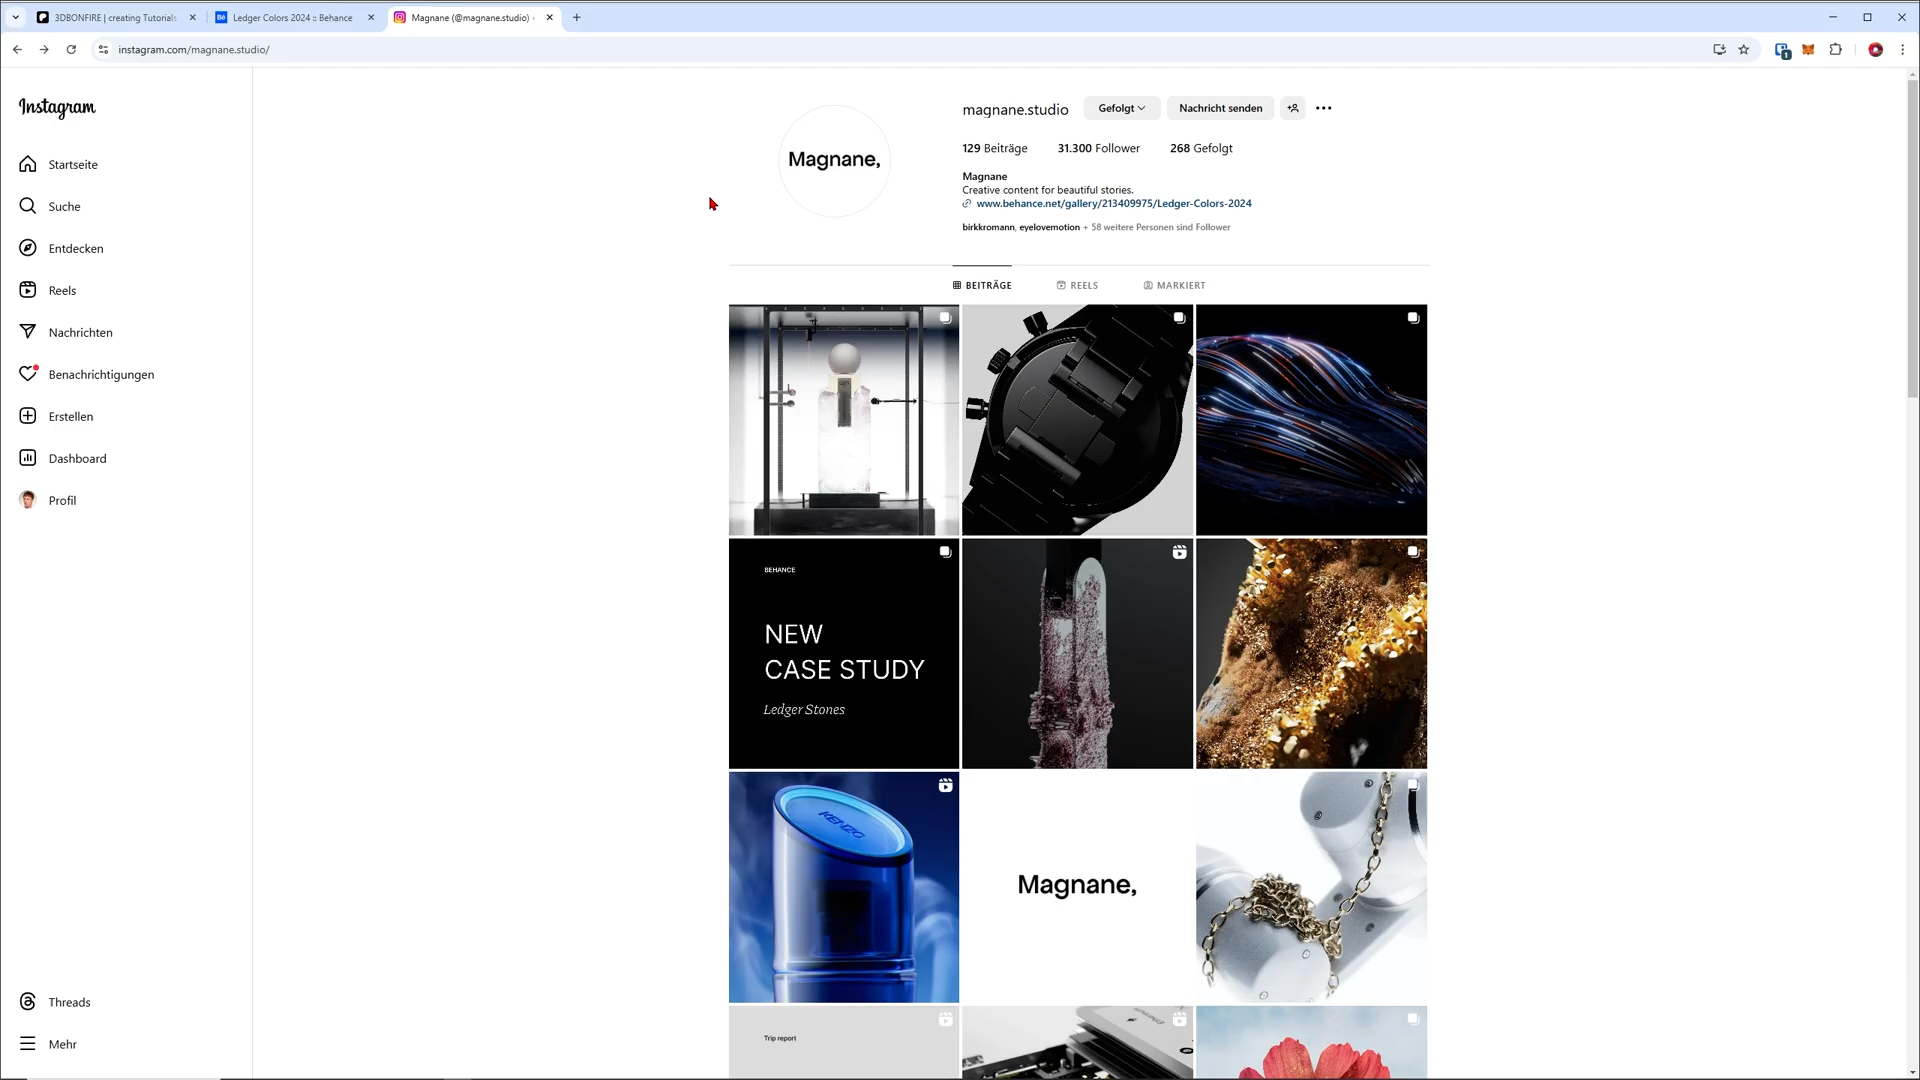 3DBONFIRE | creating Tutorials
Ledger Colors 2024 :: Behance
Magnane (@magnane.studio) ·
instagram.com/magnane.studio/
1
Instagram
Startseite
Suche
Entdecken
Reels
Nachrichten
Benachrichtigungen
Erstellen
Dashboard
Profil
Threads
Mehr
Magnane,
magnane.studio
Gefolgt
Nachricht senden
129 Beiträge
31.300 Follower
268 Gefolgt
Magnane
Creative content for beautiful stories.
www.behance.net/gallery/213409975/Ledger-Colors-2024
birkkromann, eyelovemotion + 58 weitere Personen sind Follower
BEITRÄGE
REELS
MARKIERT
BEHANCE
NEW
CASE STUDY
Ledger Stones
KENZO
Magnane,
Trip report